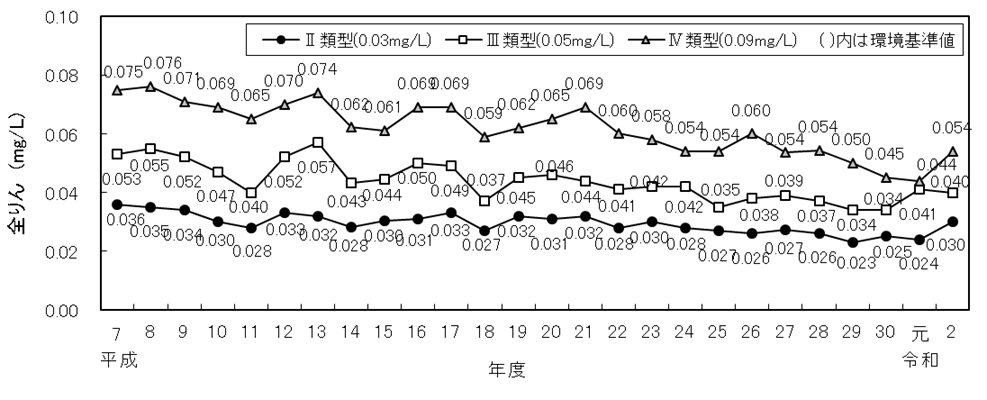 0.10
Ⅱ類型(0.03mg/L) Ⅲ類型(0.05mg/L) Ⅳ類型(0.09mg/L) ( )内は環境基準値
0.08
0.06
0.04
0.02
0.00
全りん (mg/L)
0.075 0.076 0.071 0.069 0.065 0.070 0.074 0.062 0.061 0.069 0.069 0.059 0.062 0.065 0.069 0.060 0.058 0.054 0.054 0.060 0.054 0.054 0.050 0.045 0.044 0.054
0.053 0.055 0.052 0.047 0.040 0.052 0.057 0.043 0.044 0.050 0.049 0.037 0.045 0.046 0.044 0.041 0.042 0.042 0.035 0.038 0.039 0.037 0.034 0.034 0.041 0.040
0.036 0.035 0.034 0.030 0.028 0.033 0.032 0.028 0.030 0.031 0.033 0.027 0.032 0.031 0.032 0.028 0.030 0.028 0.027 0.026 0.027 0.026 0.023 0.025 0.024 0.030
7 8 9 10 11 12 13 14 15 16 17 18 19 20 21 22 23 24 25 26 27 28 29 30 元 2
平成 令和
年度